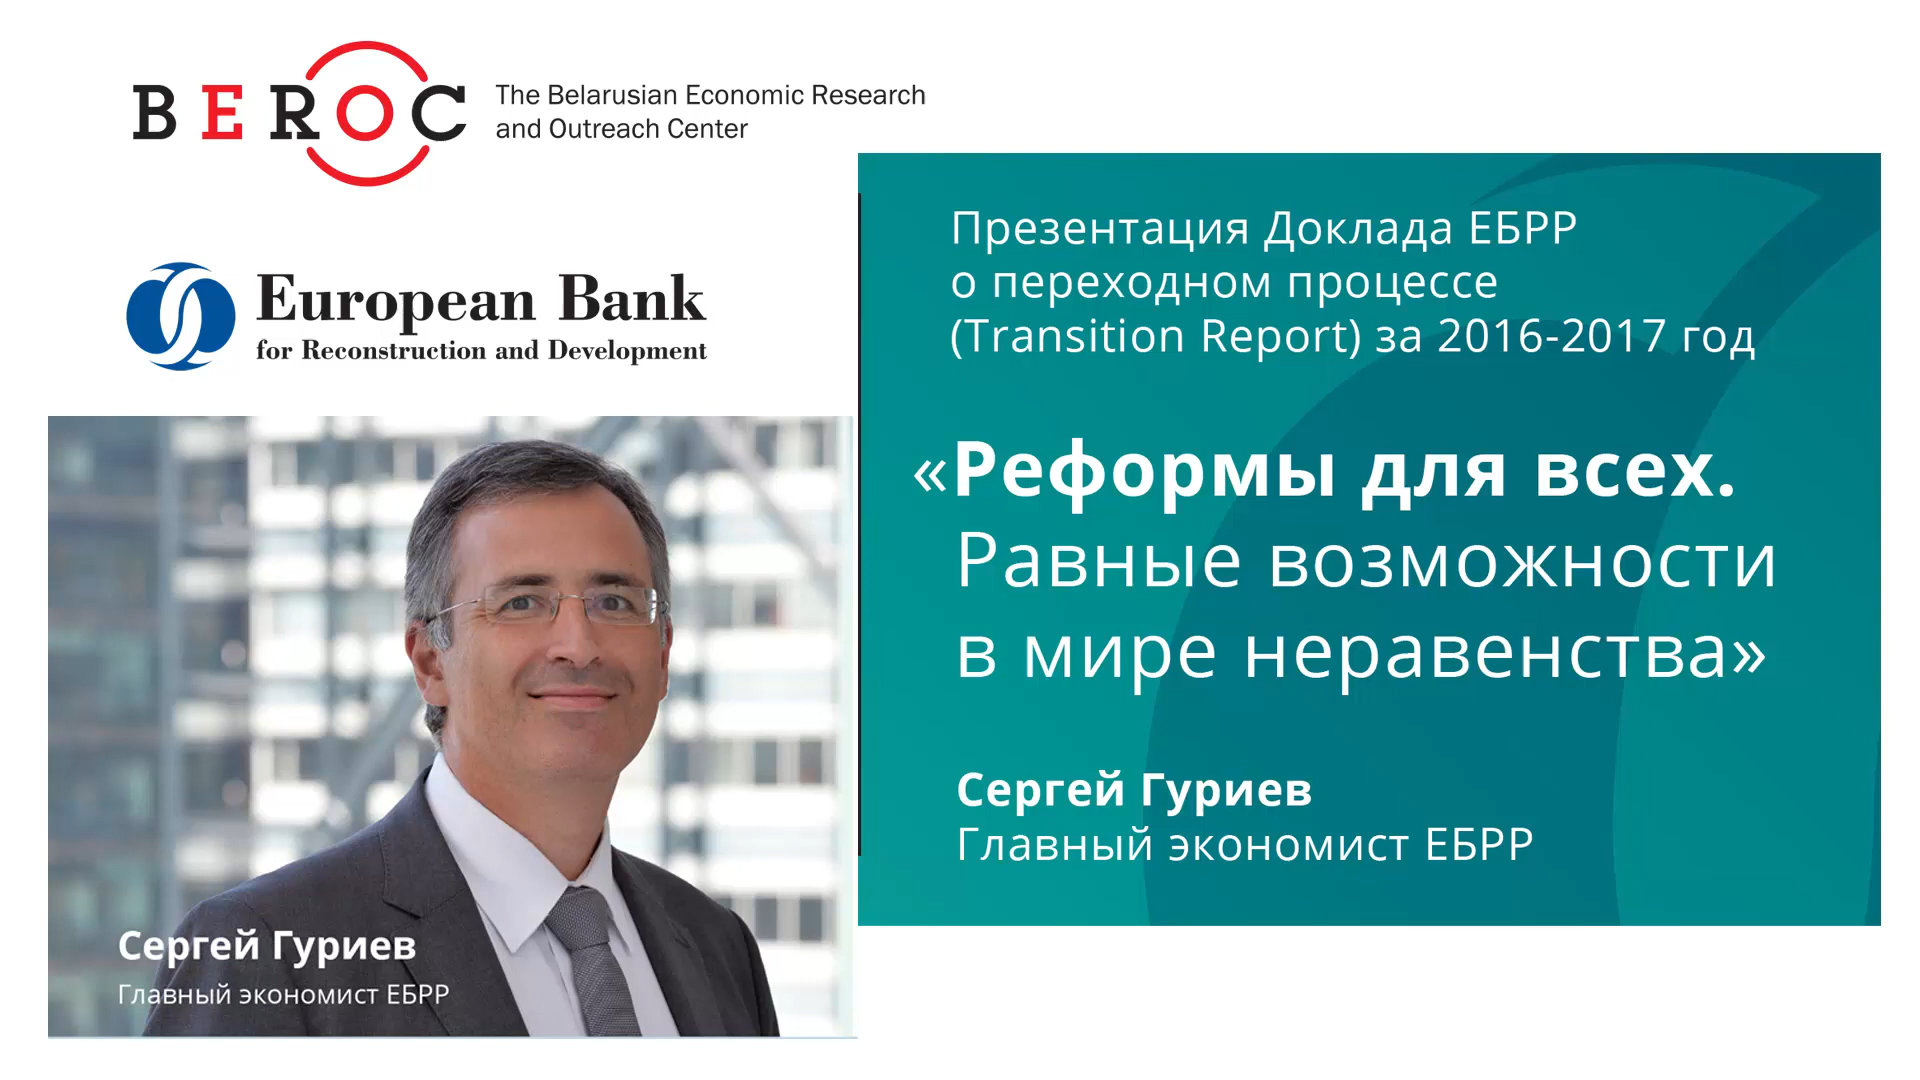 BEROC
The Belarusian Economic Research
and Outreach Center
European Bank
for Reconstruction and Development
Презентация Доклада ЕБРР
о переходном процессе
(Transition Report) за 2016-2017 год
«Реформы для всех.
Равные возможности
в мире неравенства»
Сергей Гуриев
Главный экономист ЕБРР
Сергей Гуриев
Главный экономист ЕБРР